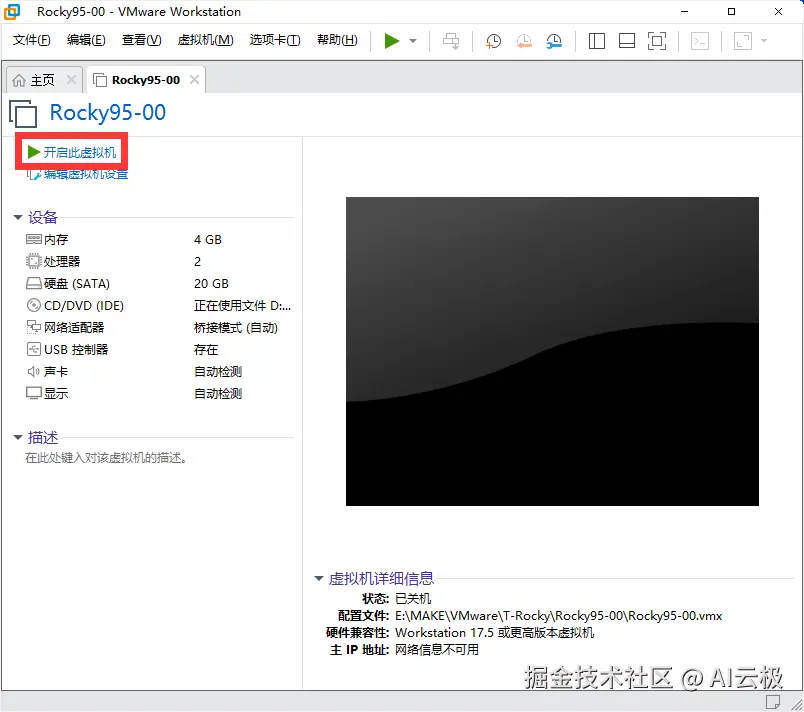 Rocky95-00 - VMware Workstation
文件(F) 编辑(E) 查看(V) 虚拟机(M) 选项卡(T) 帮助(H)
主页 Rocky95-00
Rocky95-00
开启此虚拟机
编辑虚拟机设置
设备
内存 4 GB
处理器 2
硬盘 (SATA) 20 GB
CD/DVD (IDE) 正在使用文件 D:...
网络适配器 桥接模式 (自动)
USB 控制器 存在
声卡 自动检测
显示 自动检测
描述
在此处键入对该虚拟机的描述。
虚拟机详细信息
状态: 已关机
配置文件: E:\MAKE\VMware\T-Rocky\Rocky95-00\Rocky95-00.vmx
硬件兼容性: Workstation 17.5 或更高版本虚拟机
主 IP 地址: 网络信息不可用
掘金技术社区 @ AI云极